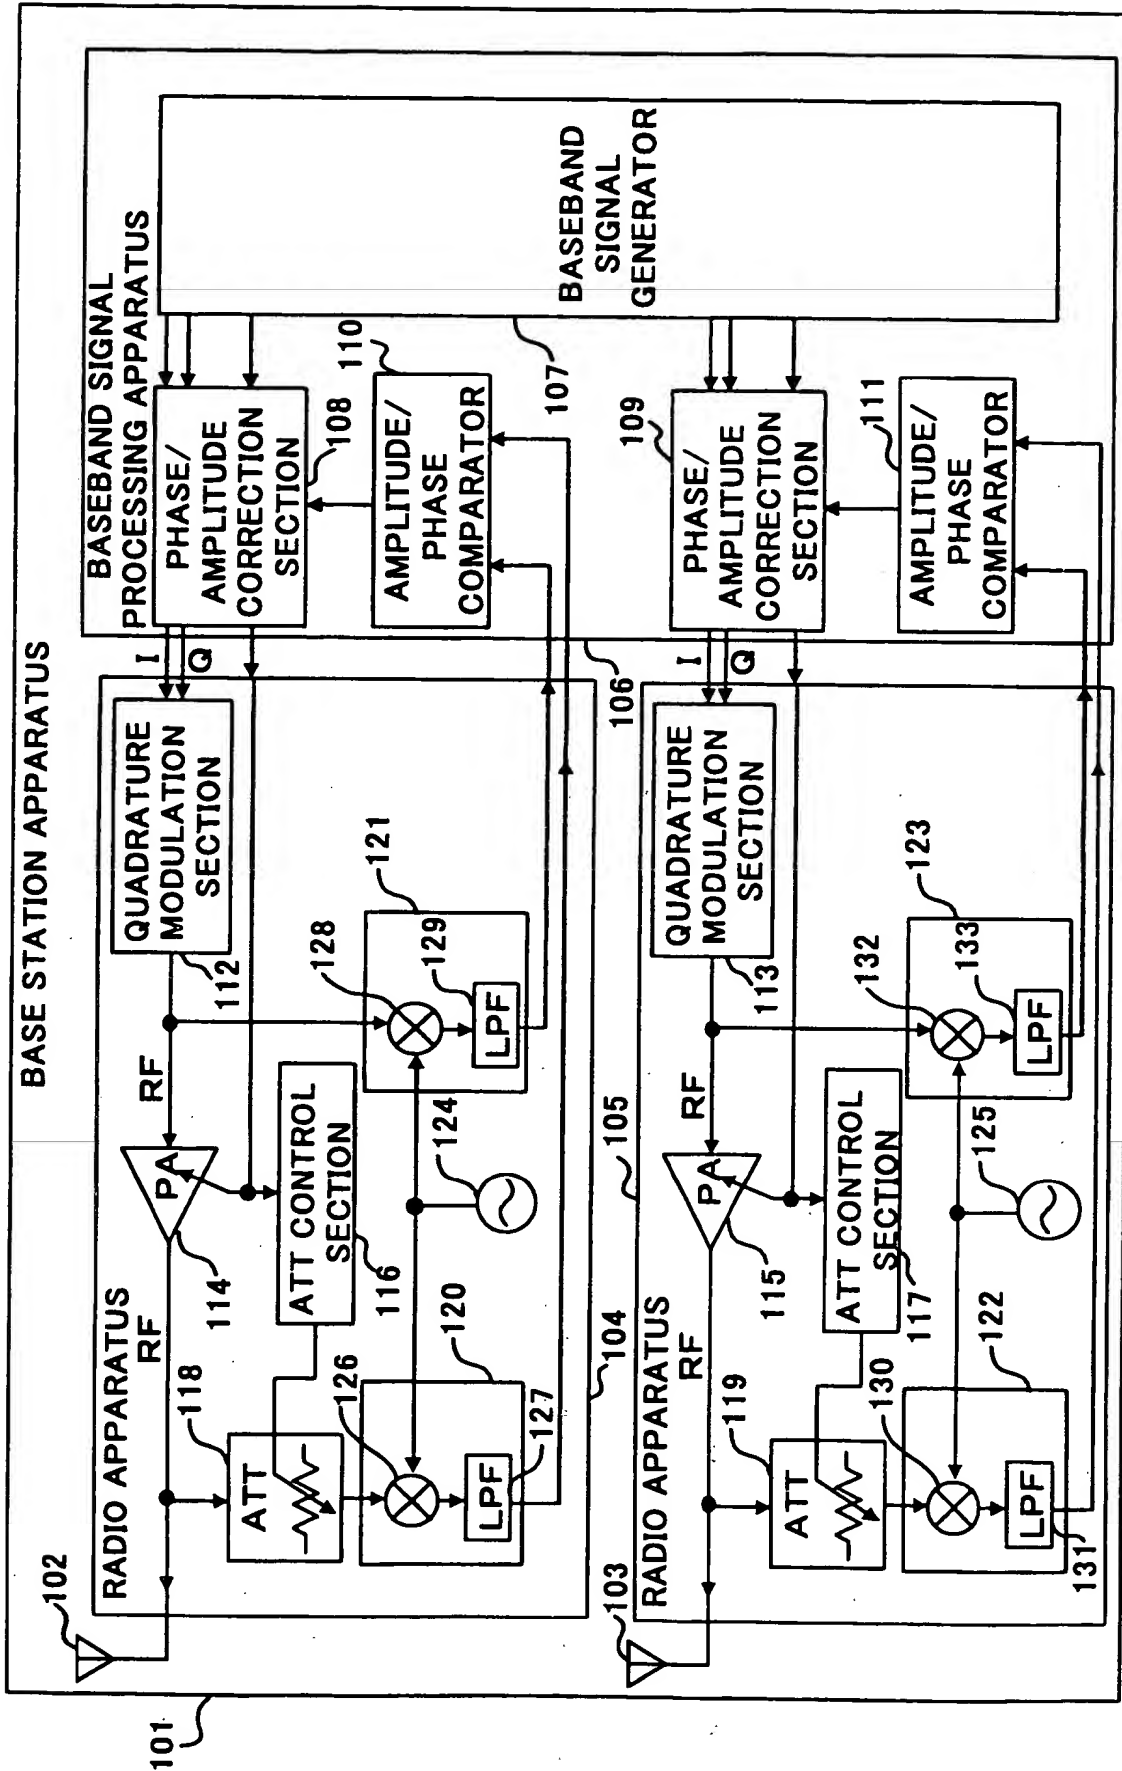 BASE STATION APPARATUS
101
102
RADIO APPARATUS
RF
114
PA
RF
112
QUADRATURE
MODULATION
SECTION
I
Q
BASEBAND SIGNAL
PROCESSING APPARATUS
PHASE/
AMPLITUDE
CORRECTION
SECTION
108
118
ATT
ATT CONTROL
SECTION
116
126
LPF
127
120
124
128
129
LPF
121
104
110
AMPLITUDE/
PHASE
COMPARATOR
106
107
BASEBAND
SIGNAL
GENERATOR
103
105
RADIO APPARATUS
RF
115
PA
RF
113
QUADRATURE
MODULATION
SECTION
I
Q
109
PHASE/
AMPLITUDE
CORRECTION
SECTION
119
ATT
ATT CONTROL
SECTION
117
130
LPF
131
122
125
132
133
LPF
123
111
AMPLITUDE/
PHASE
COMPARATOR